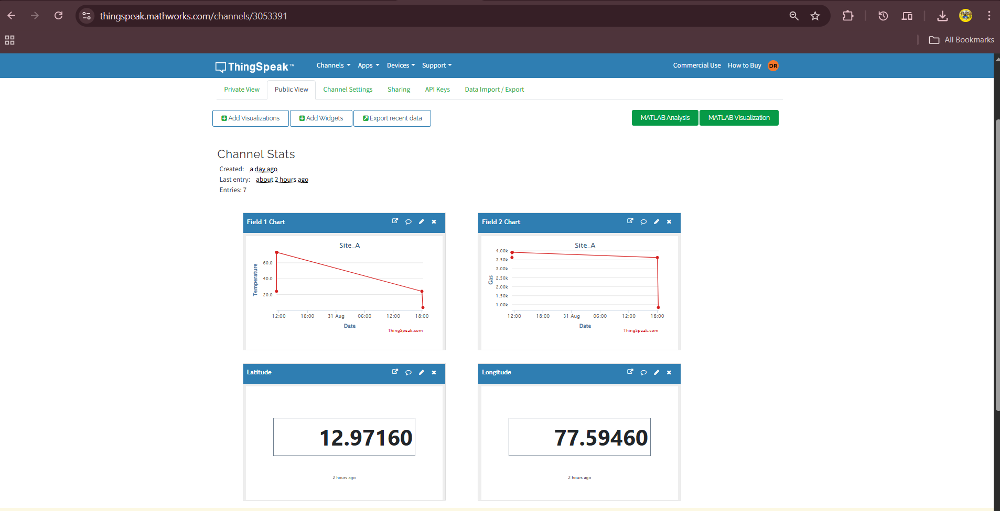 thingspeak.mathworks.com/channels/3053391
All Bookmarks
ThingSpeak™ Channels Apps Devices Support Commercial Use How to Buy DR
Private View Public View Channel Settings Sharing API Keys Data Import / Export
Add Visualizations Add Widgets Export recent data MATLAB Analysis MATLAB Visualization
Channel Stats
Created: a day ago
Last entry: about 2 hours ago
Entries: 7
Field 1 Chart
Site_A
Temperature
60.0
40.0
20.0
12:00 18:00 31 Aug 06:00 12:00 18:00
Date
ThingSpeak.com
Field 2 Chart
Site_A
Gas
4.00k
3.50k
3.00k
2.50k
2.00k
1.50k
1.00k
12:00 18:00 31 Aug 06:00 12:00 18:00
Date
ThingSpeak.com
Latitude
12.97160
2 hours ago
Longitude
77.59460
2 hours ago